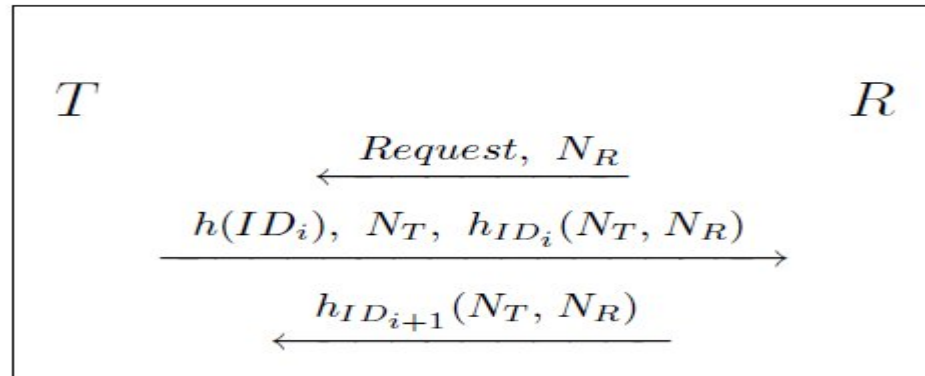 T R
Request, N_R
h(ID_i), N_T, h_{ID_i}(N_T, N_R)
h_{ID_{i+1}}(N_T, N_R)